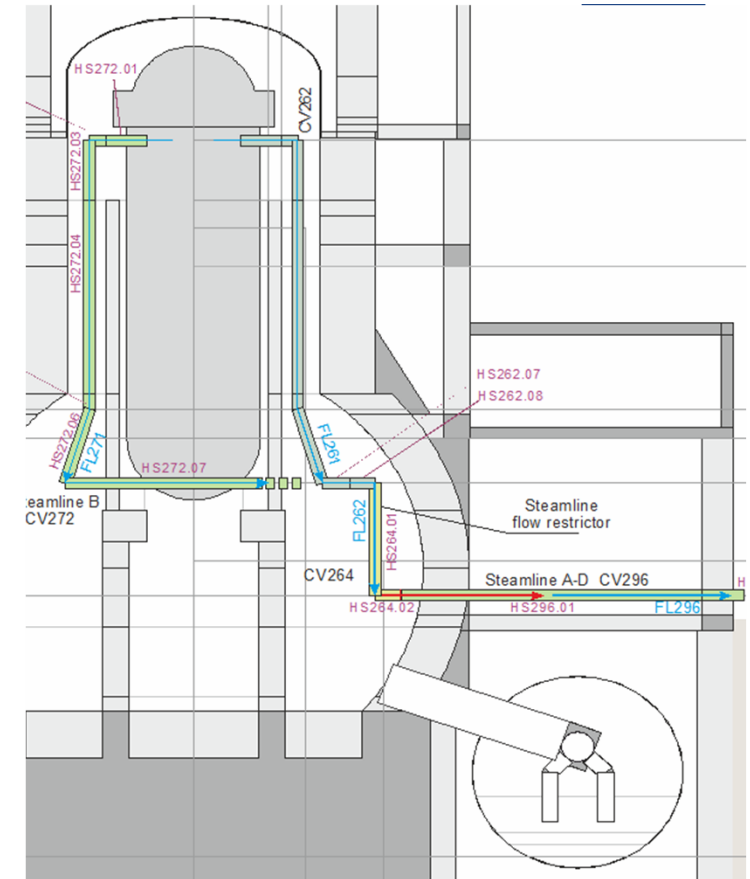 HS272.01
CV262
HS272.03
HS272.04
HS262.07
HS262.08
HS272.06
FL271
FL261
HS272.07
eamline B
CV272
FL262
HS264.01
Steamline
flow restrictor
CV264
Steamline A-D CV296
H
HS264.02
HS296.01
FL296